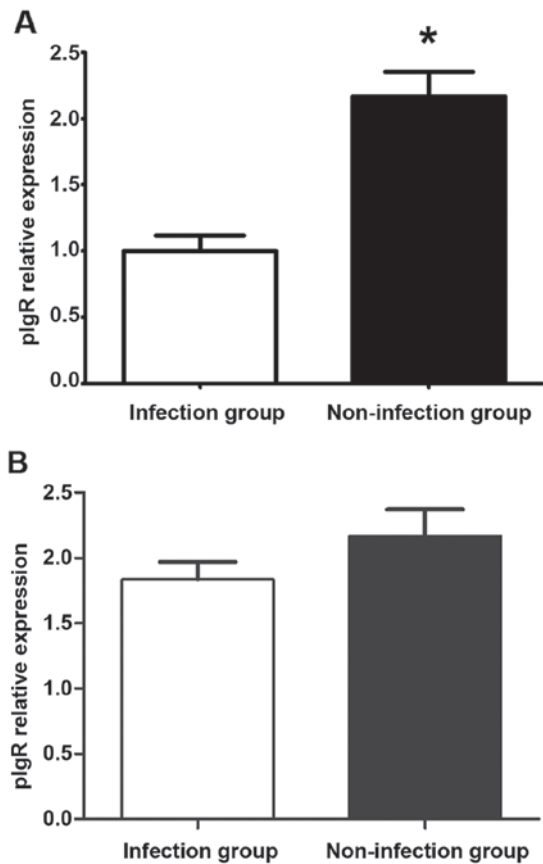 A
pIgR relative expression
2.5
2.0
1.5
1.0
0.5
0.0
*
Infection group
Non-infection group
B
pIgR relative expression
2.5
2.0
1.5
1.0
0.5
0.0
Infection group
Non-infection group